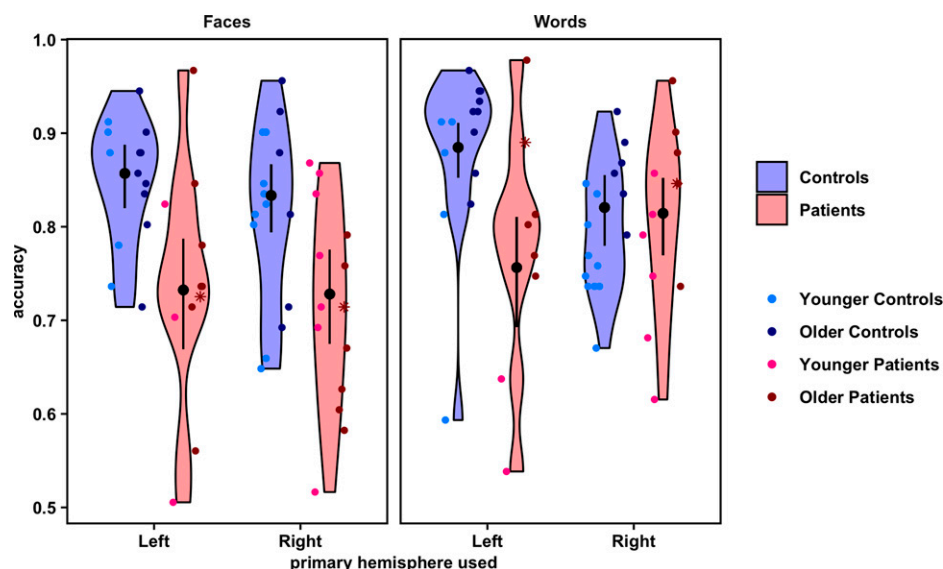 Faces
Words
1.0
0.9
0.8
0.7
0.6
0.5
accuracy
Left
Right
Left
Right
primary hemisphere used
Controls
Patients
Younger Controls
Older Controls
Younger Patients
Older Patients